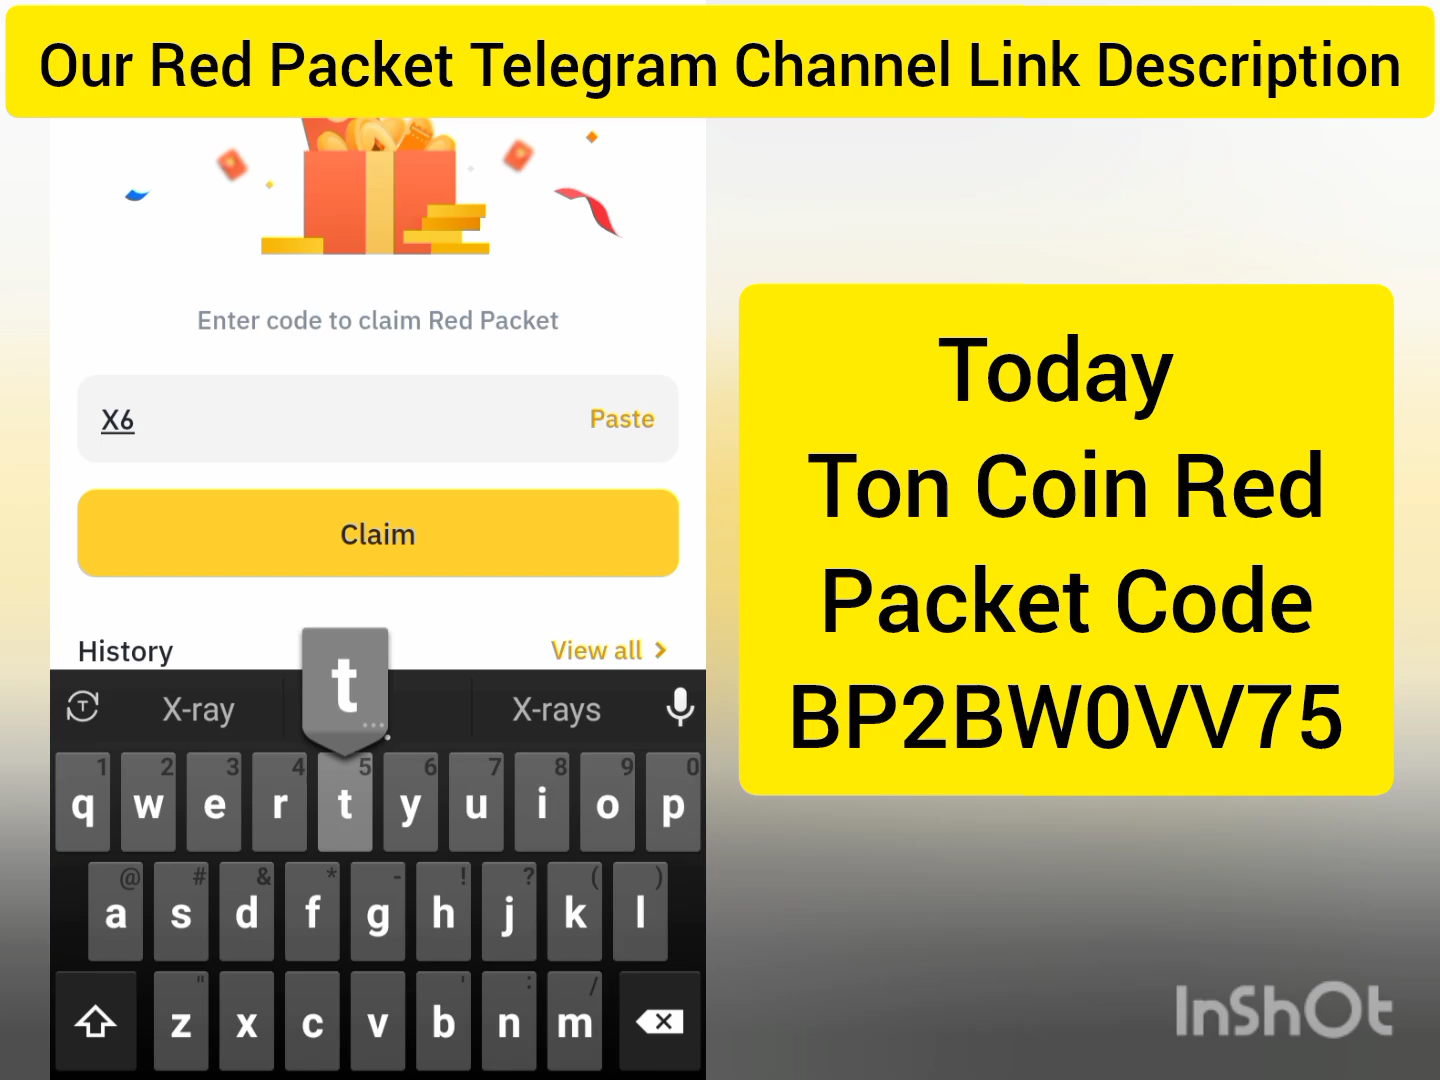 Our Red Packet Telegram Channel Link Description
Enter code to claim Red Packet
X6
Paste
Claim
History
View all >
Today
Ton Coin Red
Packet Code
BP2BW0VV75
t
...
T
X-ray
X-rays
1 2 3 4 5 6 7 8 9 0
q w e r t y u i o p
@ # & * - ! ? ( )
a s d f g h j k l
" ' : /
z x c v b n m
InShOt